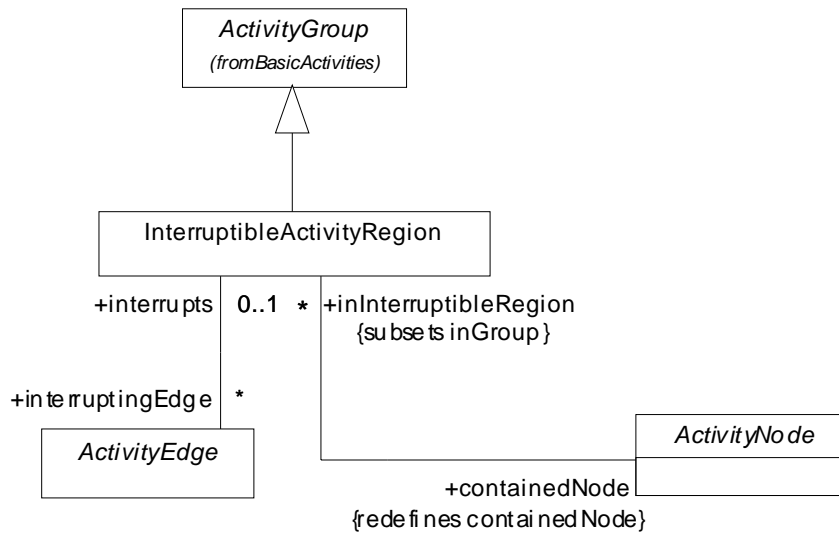 ActivityGroup
(fromBasicActivities)
InterruptibleActivityRegion
+interrupts 0..1 * +inInterruptibleRegion
{subsets inGroup}
+interruptingEdge *
ActivityEdge
ActivityNode
+containedNode
{redefines containedNode}